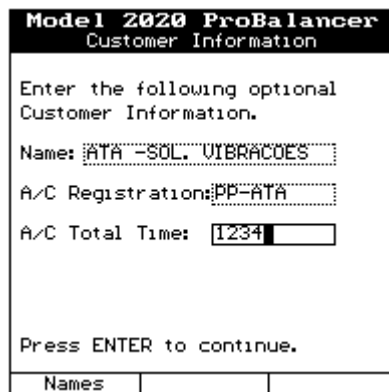 Model 2020 ProBalancer
Customer Information
Enter the following optional
Customer Information.
Name: ATA -SOL. VIBRACOES
A/C Registration: PP-ATA
A/C Total Time: 1234
Press ENTER to continue.
Names